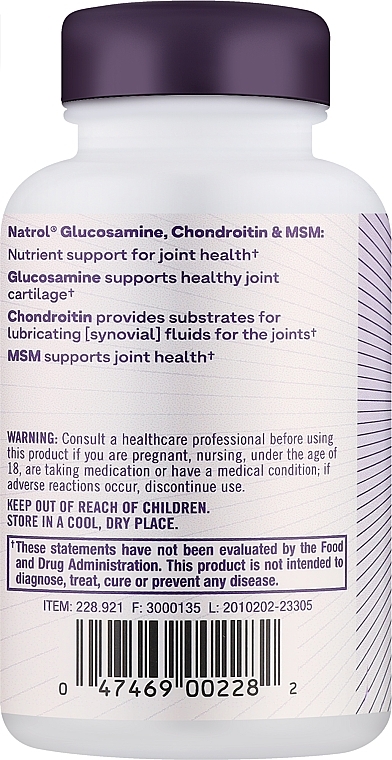 Natrol® Glucosamine, Chondroitin & MSM:
Nutrient support for joint health†
Glucosamine supports healthy joint
cartilage†
Chondroitin provides substrates for
lubricating [synovial] fluids for the joints†
MSM supports joint health†
WARNING: Consult a healthcare professional before using
this product if you are pregnant, nursing, under the age of
18, are taking medication or have a medical condition; if
adverse reactions occur, discontinue use.
KEEP OUT OF REACH OF CHILDREN.
STORE IN A COOL, DRY PLACE.
†These statements have not been evaluated by the Food
and Drug Administration. This product is not intended to
diagnose, treat, cure or prevent any disease.
ITEM: 228.921 F: 3000135 L: 2010202-23305
0 47469 00228 2